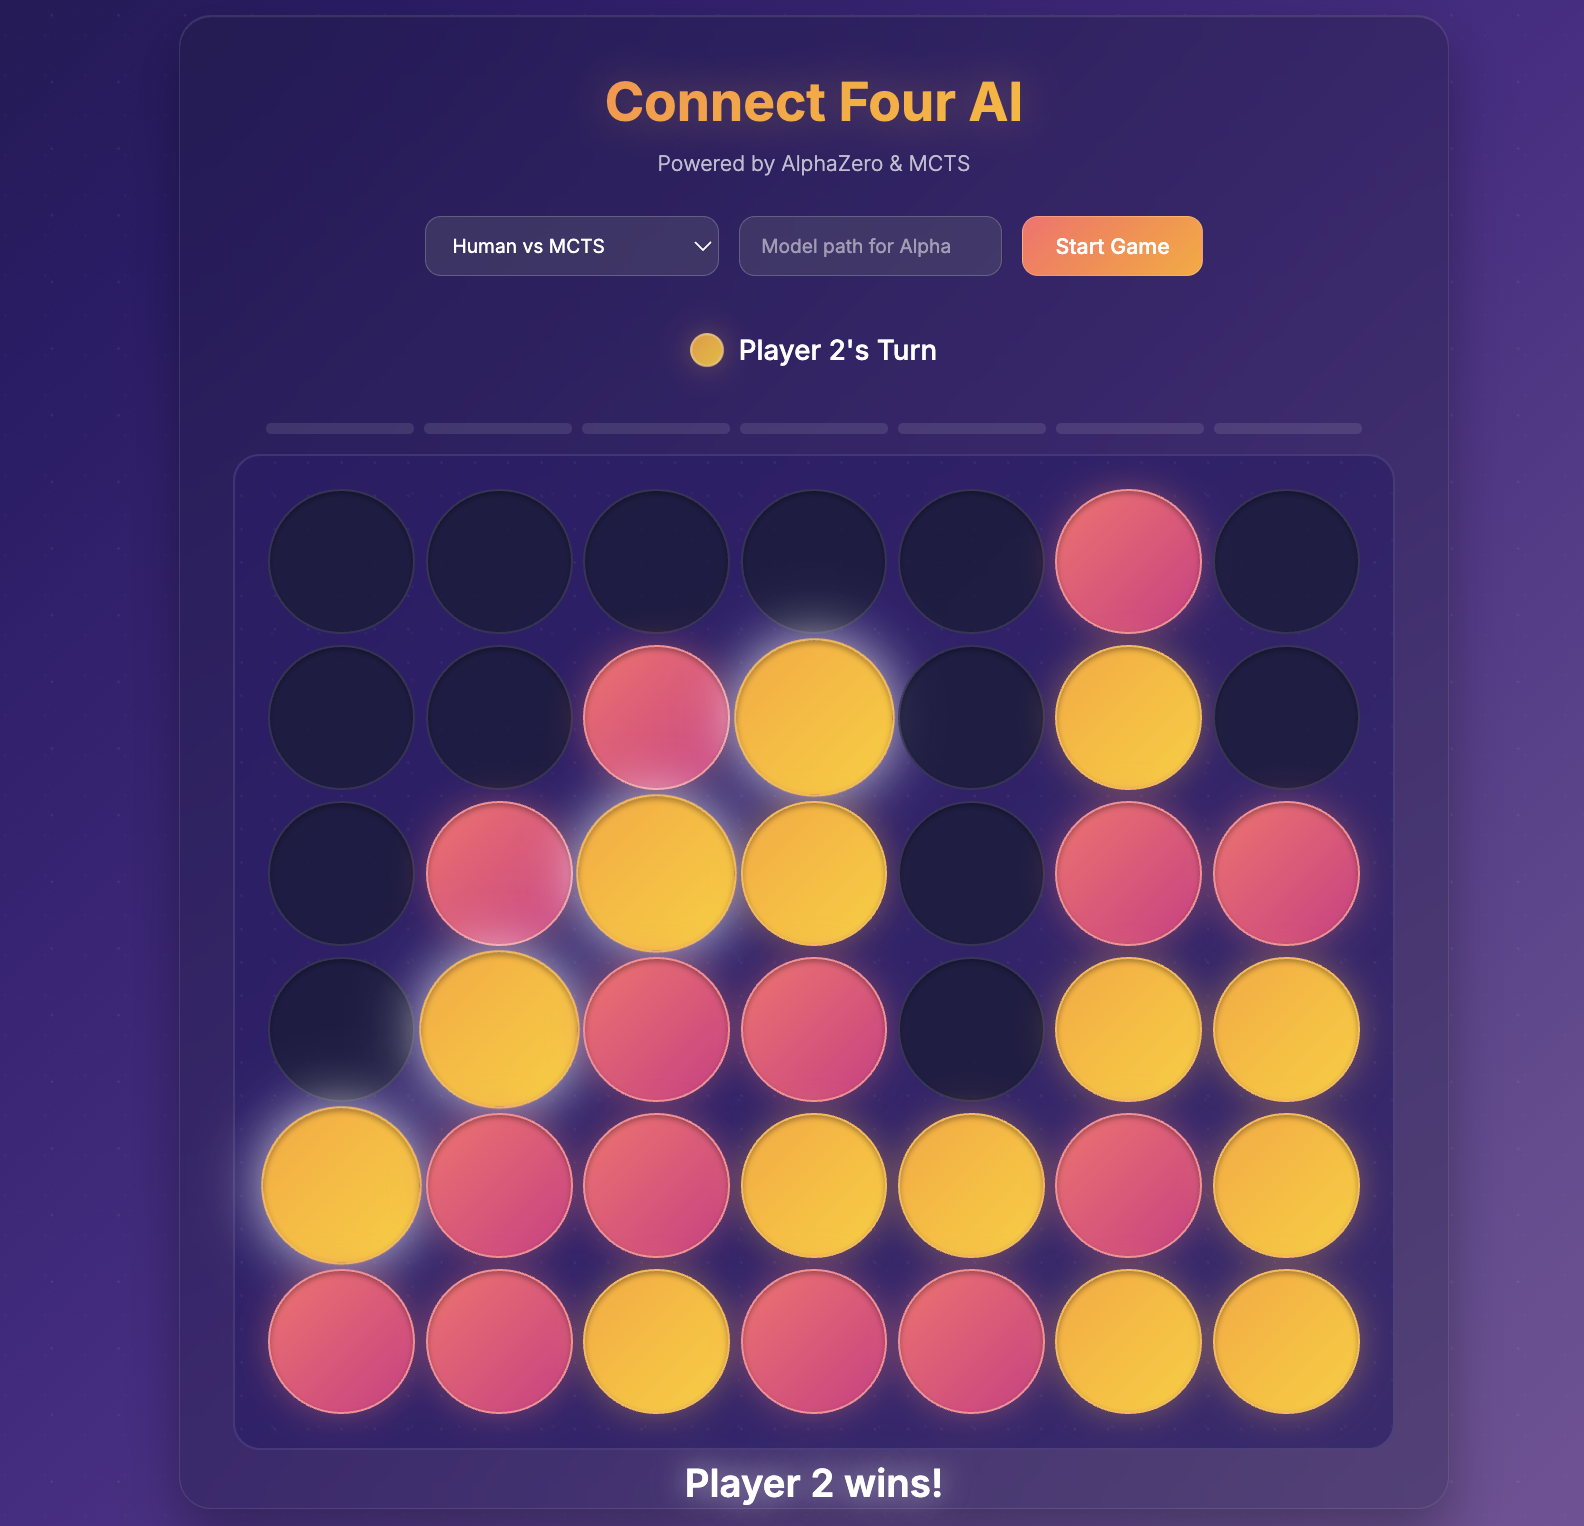 Connect Four AI
Powered by AlphaZero & MCTS
Human vs MCTS
Model path for Alpha
Start Game
Player 2's Turn
Player 2 wins!